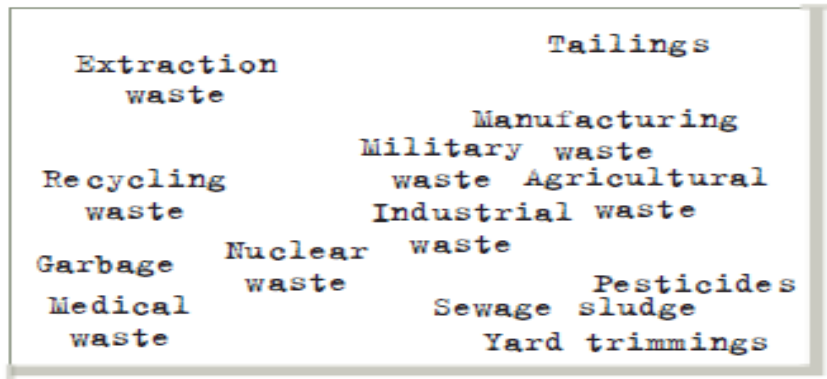 Tailings
Extraction
waste
Manufacturing
waste
Military
waste
Recycling
waste
Agricultural
waste
Industrial
waste
Nuclear
waste
Garbage
Pesticides
Medical
waste
Sewage sludge
Yard trimmings